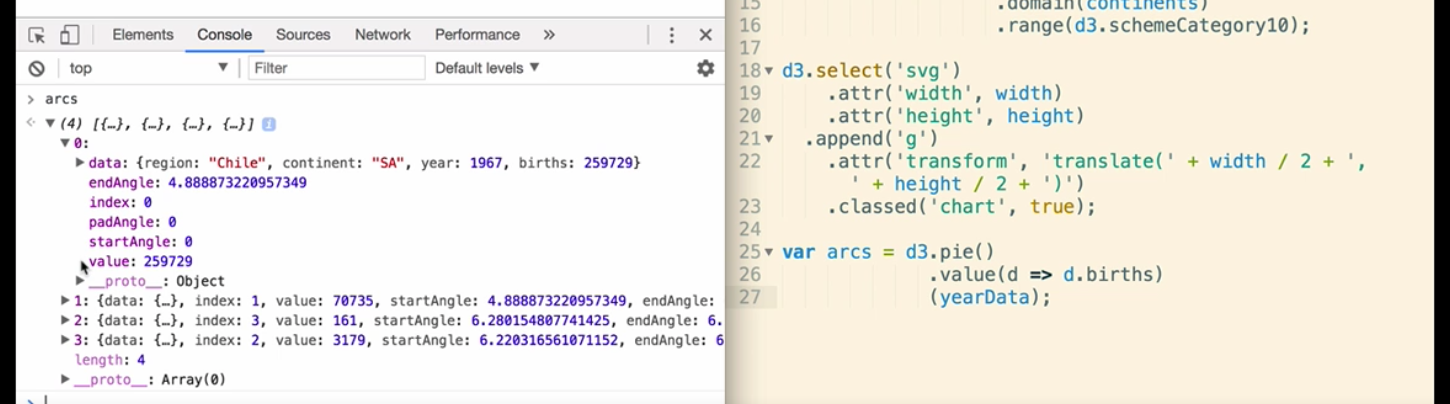 Elements Console Sources Network Performance »
top Filter Default levels
arcs
(4) [{…}, {…}, {…}, {…}]
0:
data: {region: "Chile", continent: "SA", year: 1967, births: 259729}
endAngle: 4.888873220957349
index: 0
padAngle: 0
startAngle: 0
value: 259729
__proto__: Object
1: {data: {…}, index: 1, value: 70735, startAngle: 4.888873220957349, endAngle:
2: {data: {…}, index: 3, value: 161, startAngle: 6.280154807741425, endAngle: 6.
3: {data: {…}, index: 2, value: 3179, startAngle: 6.220316561071152, endAngle: 6
length: 4
__proto__: Array(0)
15 .domain(continents)
16 .range(d3.schemeCategory10);
17
18 d3.select('svg')
19 .attr('width', width)
20 .attr('height', height)
21 .append('g')
22 .attr('transform', 'translate(' + width / 2 + ',
' + height / 2 + ')')
23 .classed('chart', true);
24
25 var arcs = d3.pie()
26 .value(d => d.births)
27 (yearData);